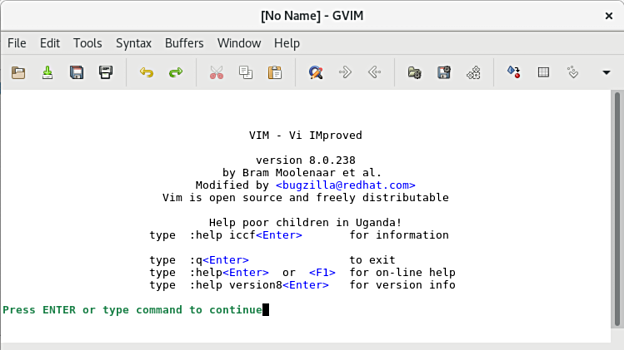 [No Name] - GVIM
×
File Edit Tools Syntax Buffers Window Help
VIM - Vi IMproved
version 8.0.238
by Bram Moolenaar et al.
Modified by <bugzilla@redhat.com>
Vim is open source and freely distributable
Help poor children in Uganda!
type :help iccf<Enter> for information
type :q<Enter> to exit
type :help<Enter> or <F1> for on-line help
type :help version8<Enter> for version info
Press ENTER or type command to continue